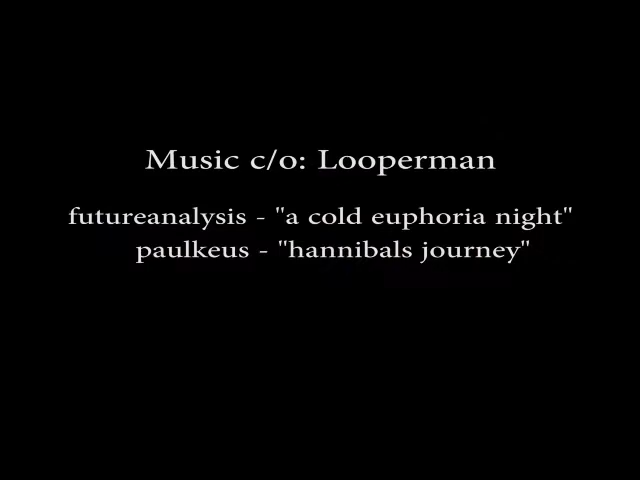 Music c/o: Looperman
futureanalysis - "a cold euphoria night"
paulkeus - "hannibals journey"